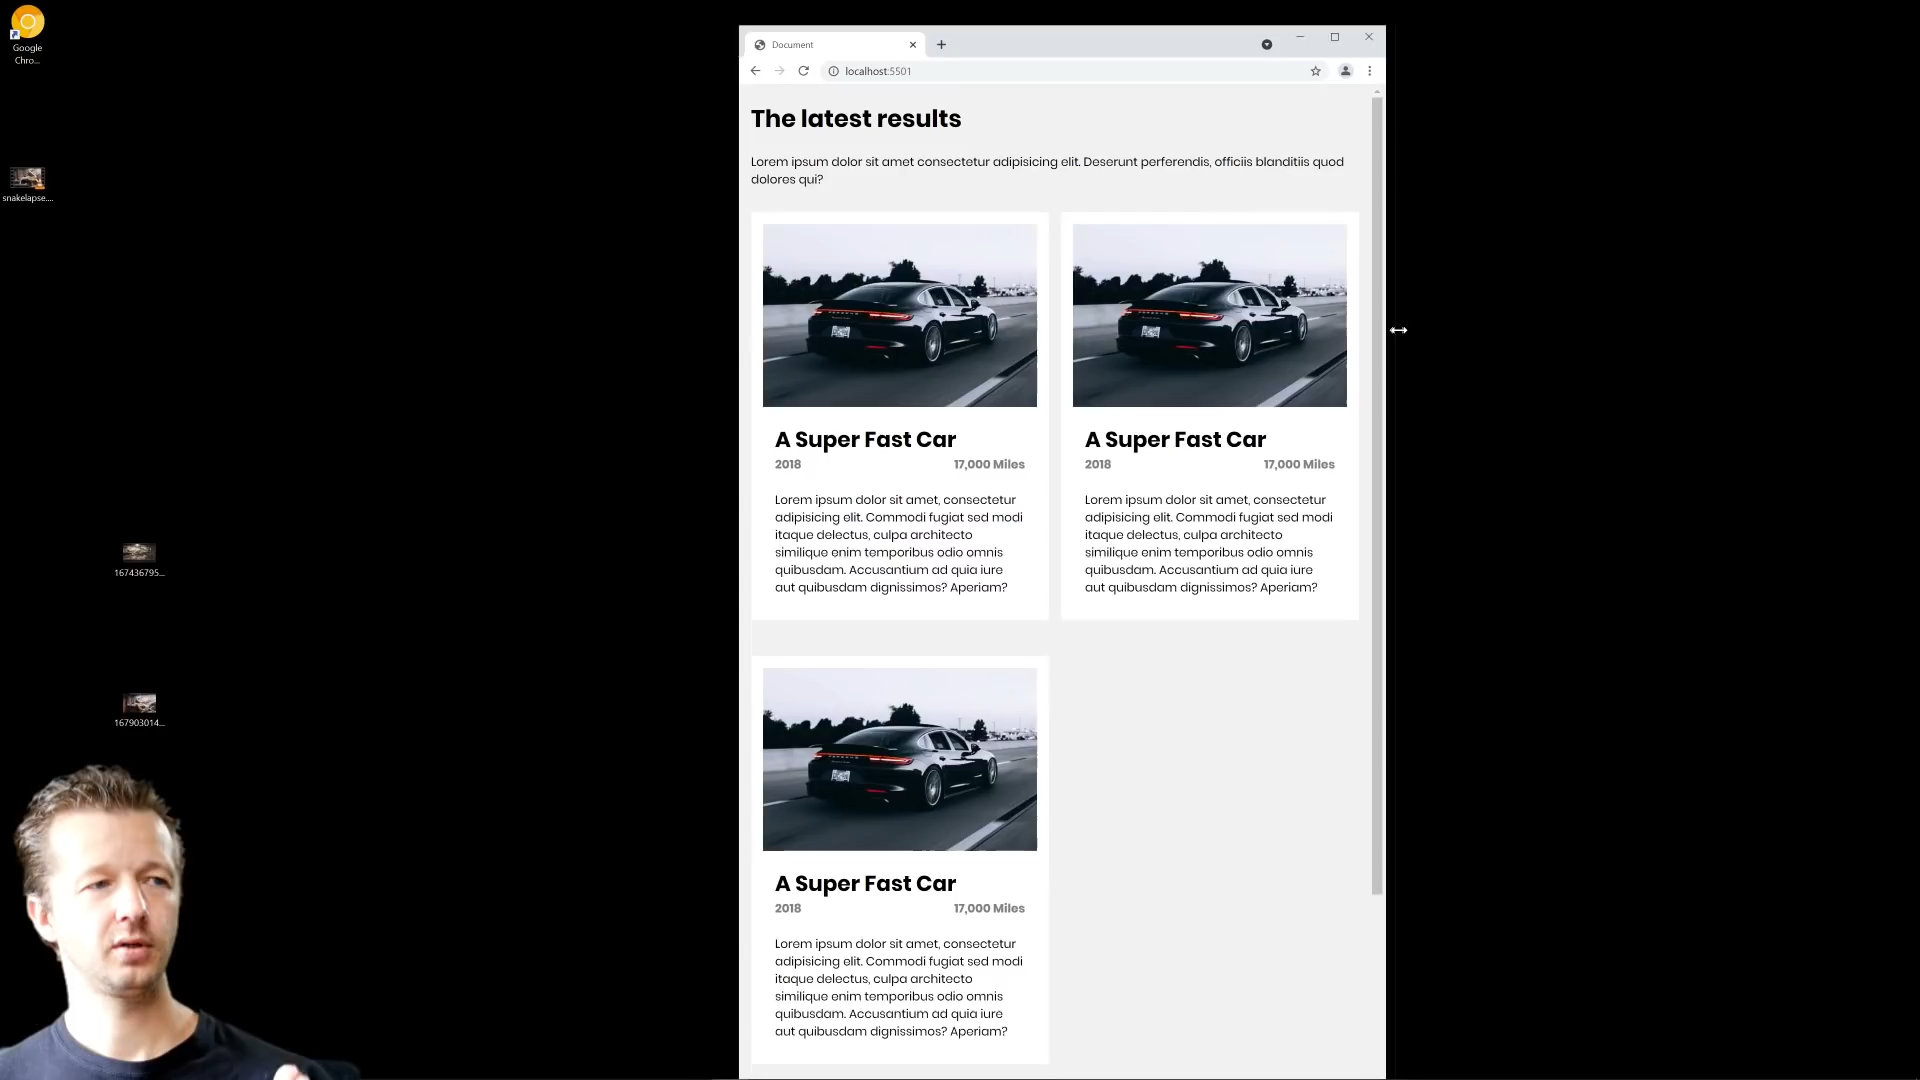 Google
Chro...
snakelapse....
167436795...
167903014...
Document
localhost:5501
The latest results
Lorem ipsum dolor sit amet consectetur adipisicing elit. Deserunt perferendis, officiis blanditiis quod
dolores qui?
A Super Fast Car
2018 17,000 Miles
Lorem ipsum dolor sit amet, consectetur
adipisicing elit. Commodi fugiat sed modi
itaque delectus, culpa architecto
similique enim temporibus odio omnis
quibusdam. Accusantium ad quia iure
aut quibusdam dignissimos? Aperiam?
A Super Fast Car
2018 17,000 Miles
Lorem ipsum dolor sit amet, consectetur
adipisicing elit. Commodi fugiat sed modi
itaque delectus, culpa architecto
similique enim temporibus odio omnis
quibusdam. Accusantium ad quia iure
aut quibusdam dignissimos? Aperiam?
A Super Fast Car
2018 17,000 Miles
Lorem ipsum dolor sit amet, consectetur
adipisicing elit. Commodi fugiat sed modi
itaque delectus, culpa architecto
similique enim temporibus odio omnis
quibusdam. Accusantium ad quia iure
aut quibusdam dignissimos? Aperiam?